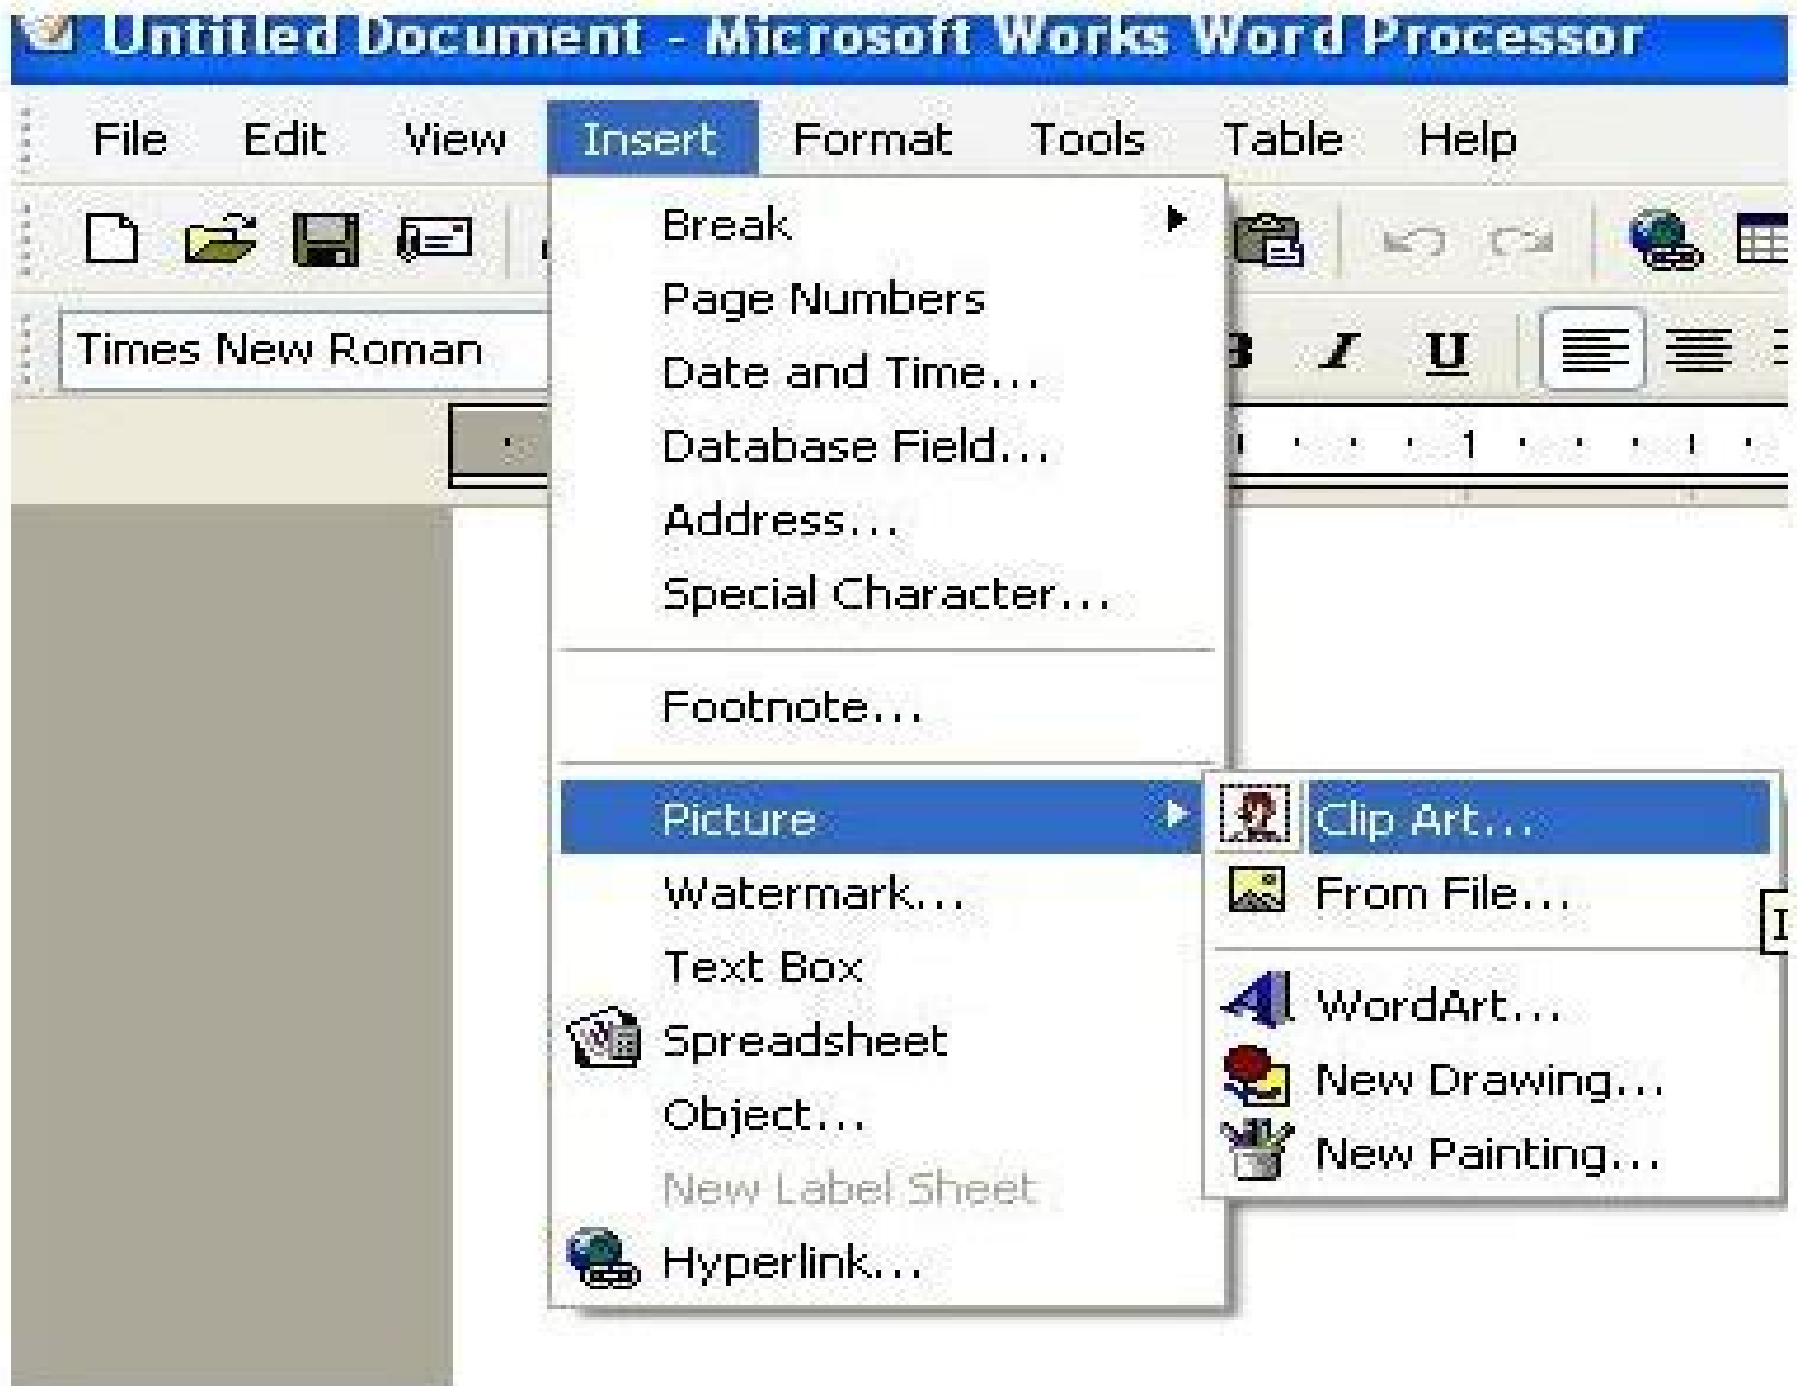 Untitled Document - Microsoft Works Word Processor
File Edit View Insert Format Tools Table Help
Times New Roman
B I U
1
Break
Page Numbers
Date and Time...
Database Field...
Address...
Special Character...
Footnote...
Picture
Watermark...
Text Box
Spreadsheet
Object...
New Label Sheet
Hyperlink...
Clip Art...
From File...
WordArt...
New Drawing...
New Painting...